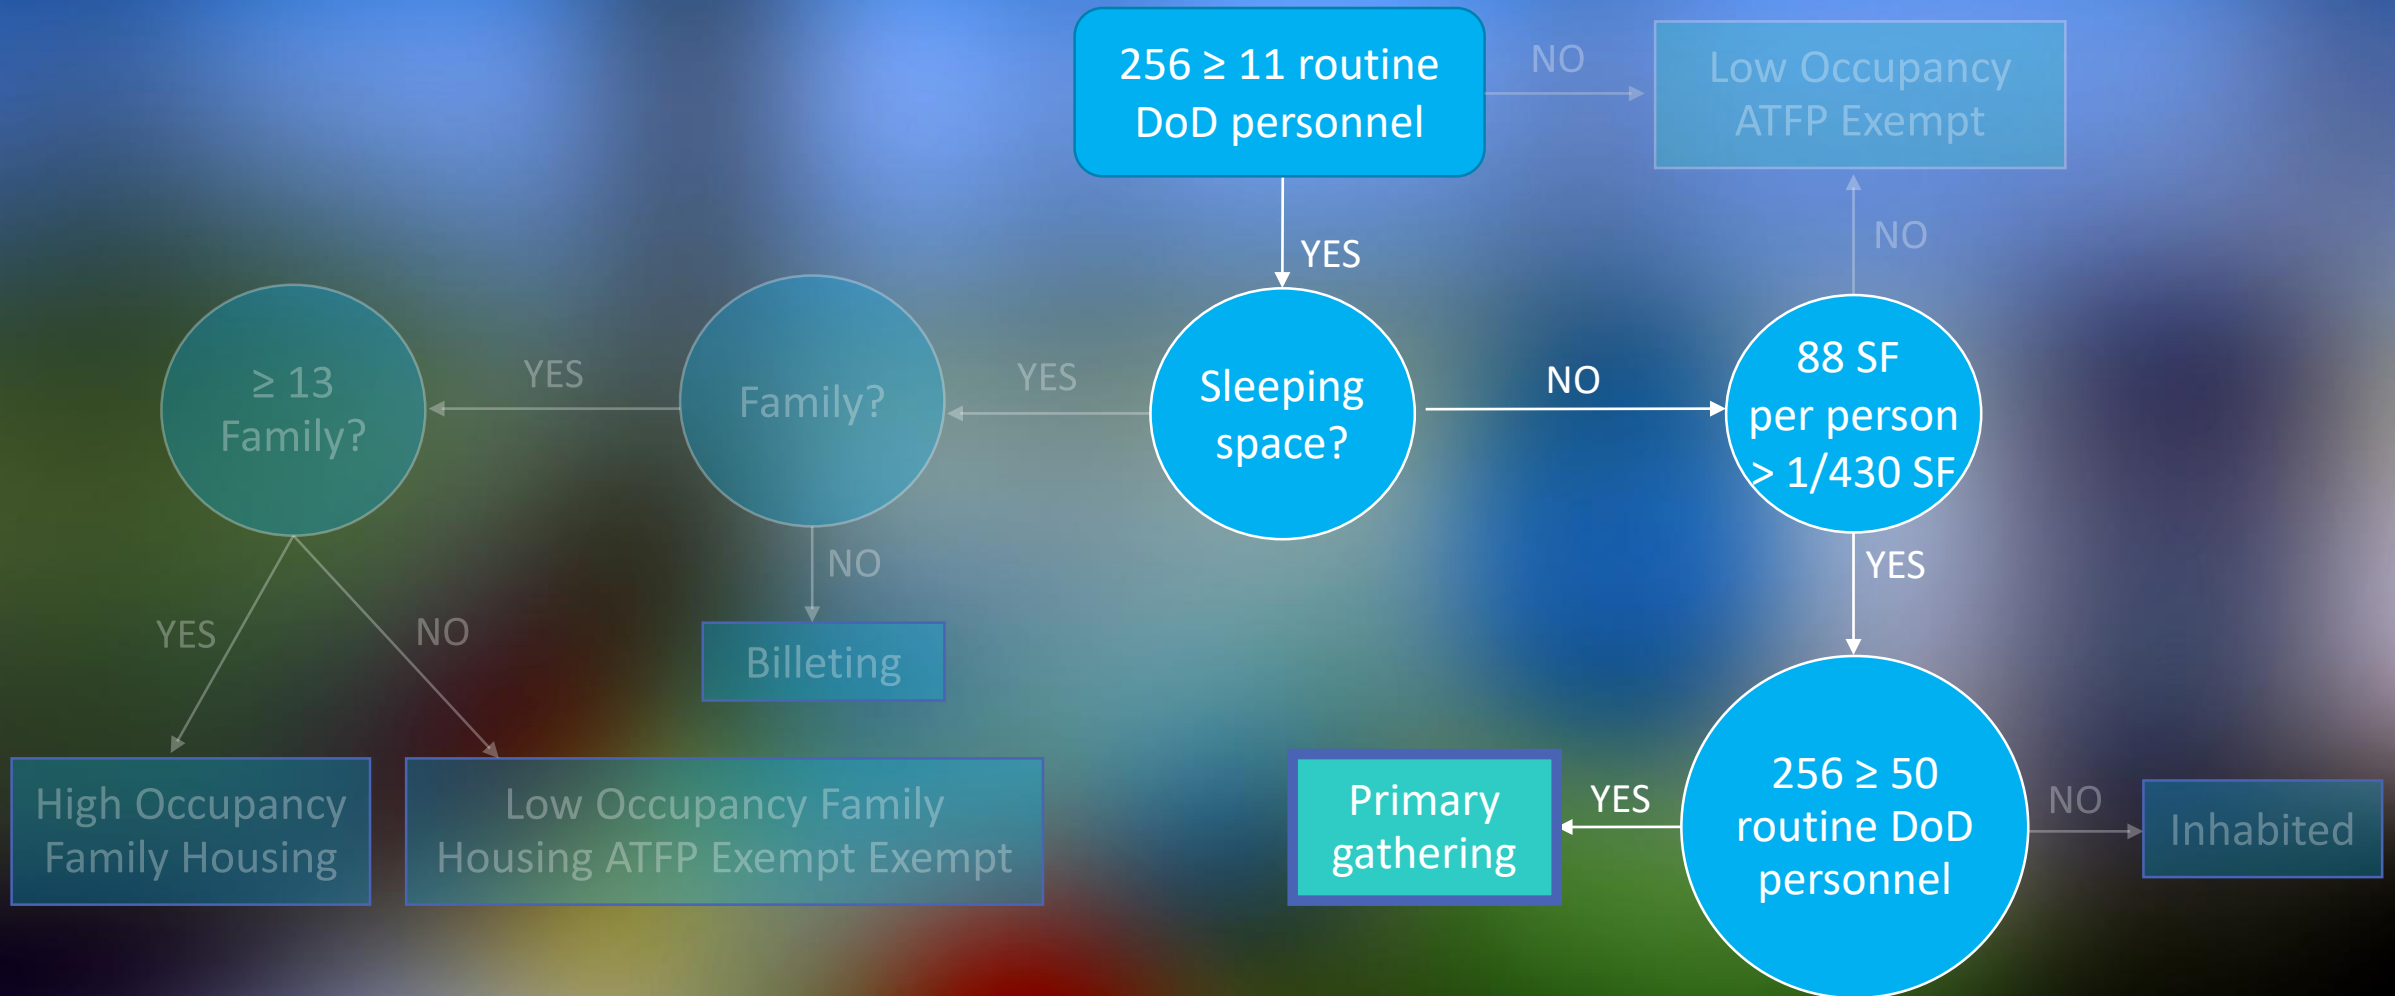 256 ≥ 11 routine
DoD personnel
NO
Low Occupancy
ATFP Exempt
YES
NO
≥ 13
Family?
YES
Family?
YES
Sleeping
space?
NO
88 SF
per person
> 1/430 SF
NO
YES
YES
NO
Billeting
High Occupancy
Family Housing
Low Occupancy Family
Housing ATFP Exempt Exempt
Primary
gathering
YES
256 ≥ 50
routine DoD
personnel
NO
Inhabited